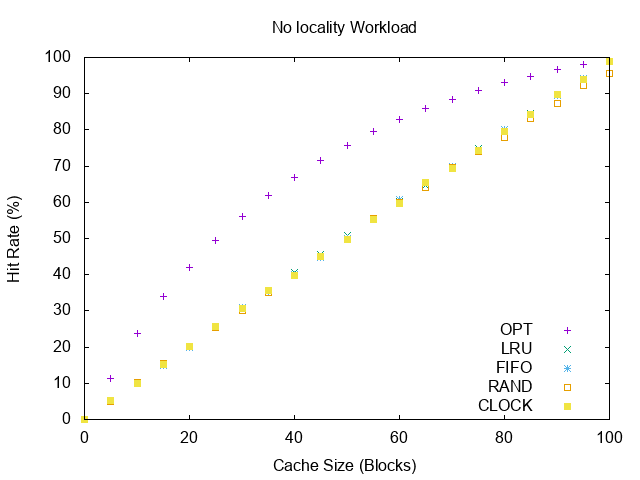 No locality Workload
100
90
80
70
60
50
40
30
20
10
0
Hit Rate (%)
OPT
LRU
FIFO
RAND
CLOCK
0 20 40 60 80 100
Cache Size (Blocks)